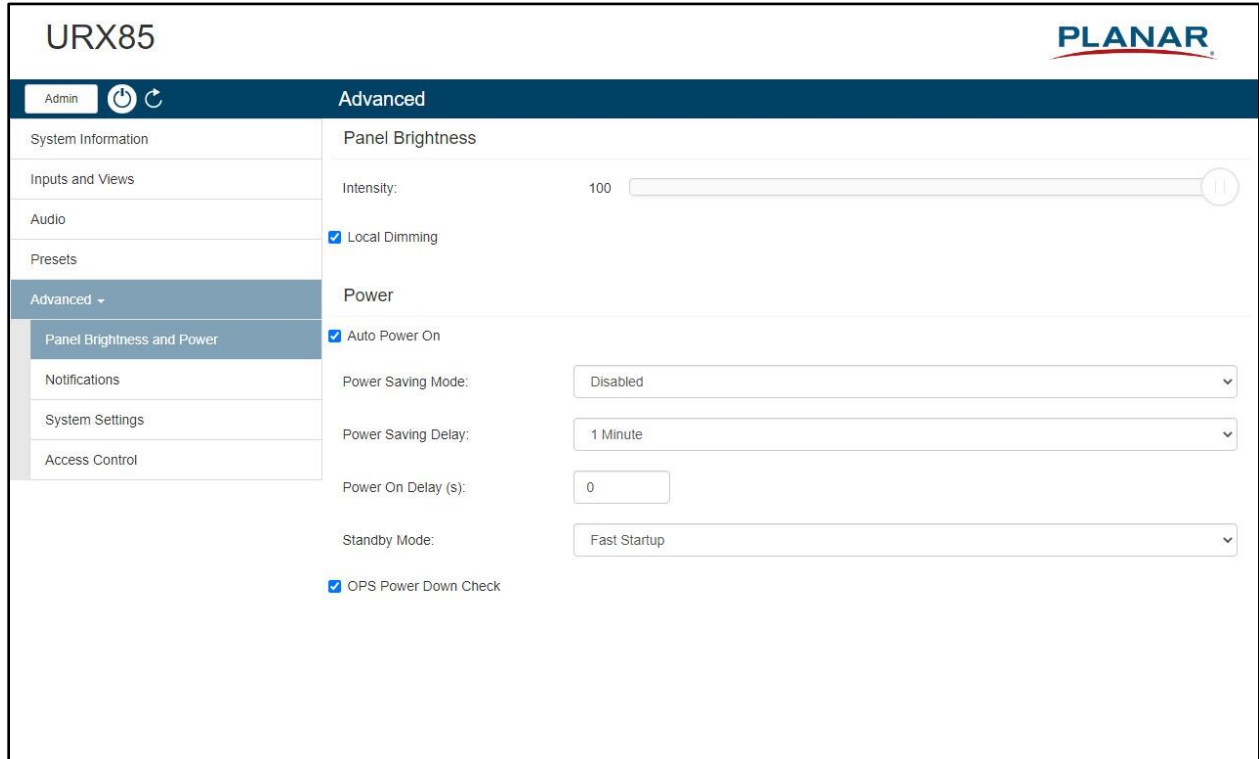 URX85
PLANAR
Admin
Advanced
System Information
Inputs and Views
Audio
Presets
Advanced
Panel Brightness and Power
Notifications
System Settings
Access Control
Panel Brightness
Intensity: 100
Local Dimming
Power
Auto Power On
Power Saving Mode: Disabled
Power Saving Delay: 1 Minute
Power On Delay (s): 0
Standby Mode: Fast Startup
OPS Power Down Check